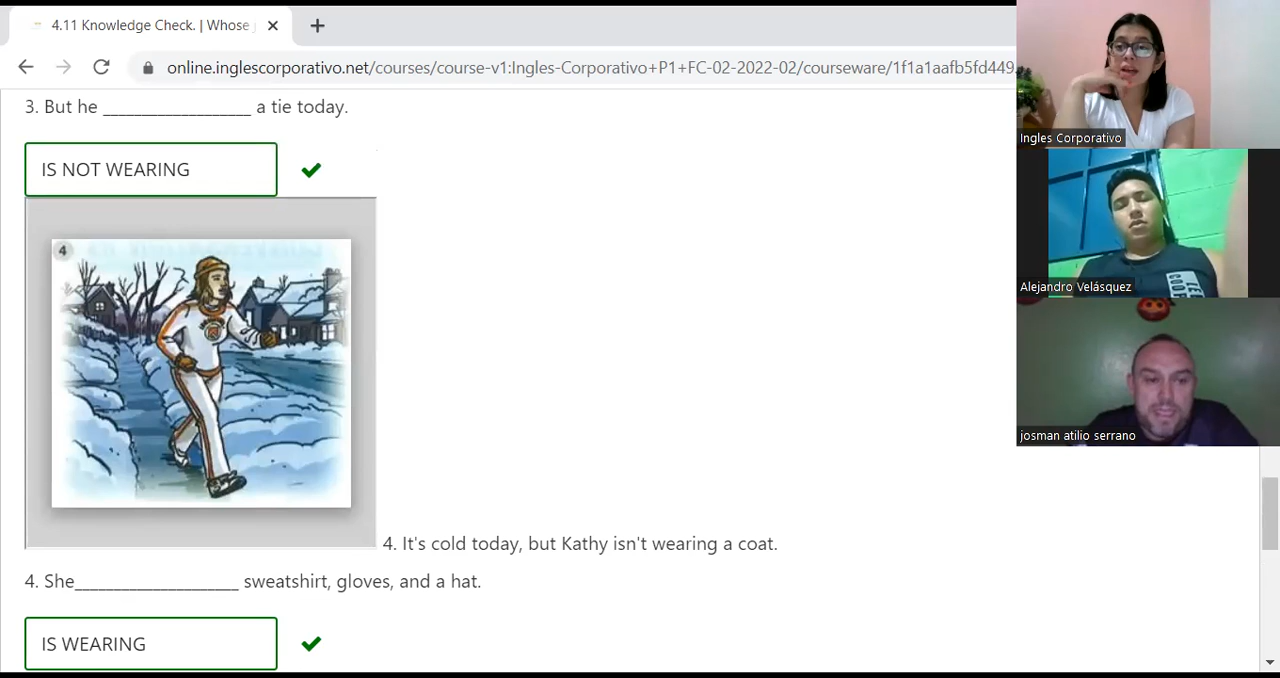 4.11 Knowledge Check. | Whose
online.inglescorporativo.net/courses/course-v1:Ingles-Corporativo+P1+FC-02-2022-02/courseware/1f1a1aafb5fd449
3. But he ___________________ a tie today.
IS NOT WEARING
4
4. It's cold today, but Kathy isn't wearing a coat.
4. She____________________ sweatshirt, gloves, and a hat.
IS WEARING
Ingles Corporativo
Alejandro Velásquez
josman atilio serrano